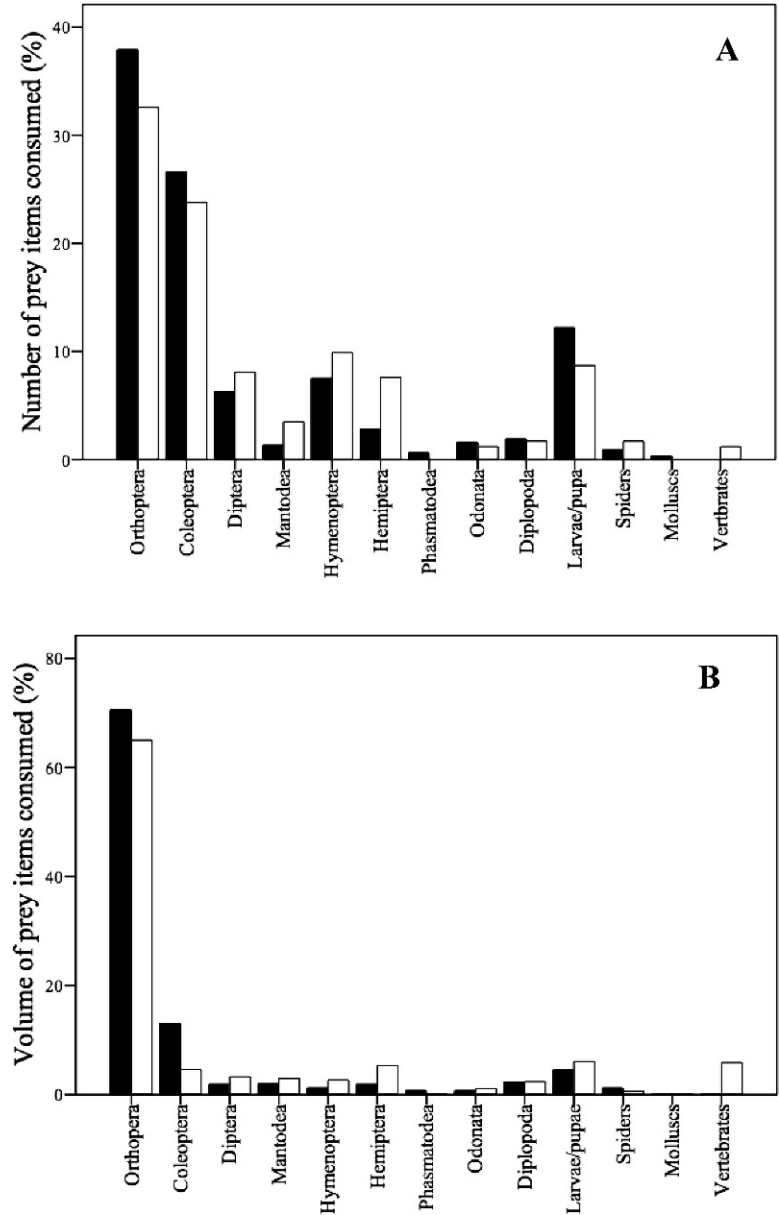 A
Number of prey items consumed (%)
40
30
20
10
0
Orthoptera
Coleoptera
Diptera
Mantodea
Hymenoptera
Hemiptera
Phasmatodea
Odonata
Diplopoda
Larvae/pupa
Spiders
Molluscs
Vertbrates
B
Volume of prey items consumed (%)
80
60
40
20
0
Orthopera
Coleoptera
Diptera
Mantodea
Hymenoptera
Hemiptera
Phasmatodea
Odonata
Diplopoda
Larvae/pupae
Spiders
Molluscs
Vertebrates